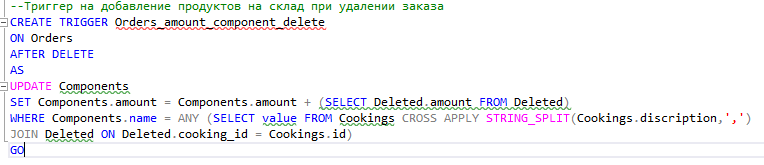 --Триггер на добавление продуктов на склад при удалении заказа
CREATE TRIGGER Orders_amount_component_delete
ON Orders
AFTER DELETE
AS
UPDATE Components
SET Components.amount = Components.amount + (SELECT Deleted.amount FROM Deleted)
WHERE Components.name = ANY (SELECT value FROM Cookings CROSS APPLY STRING_SPLIT(Cookings.discription,',')
JOIN Deleted ON Deleted.cooking_id = Cookings.id)
GO